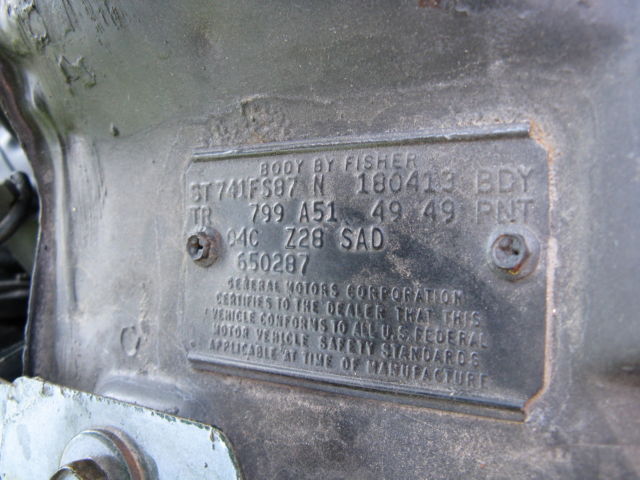 BODY BY FISHER
ST 741FS87 N 180413 BDY
TR 799 A51 49 49 PNT
04C Z28 SAD
650287
GENERAL MOTORS CORPORATION
CERTIFIES TO THE DEALER THAT THIS
VEHICLE CONFORMS TO ALL U.S. FEDERAL
MOTOR VEHICLE SAFETY STANDARDS
APPLICABLE AT TIME OF MANUFACTURE